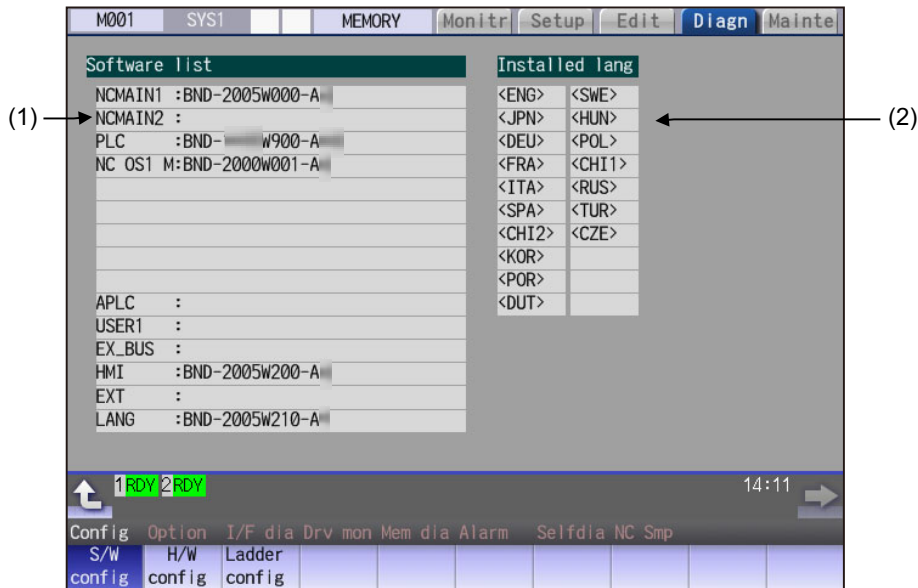 M001 SYS1 MEMORY Monitr Setup Edit Diagn Mainte
Software list
NCMAIN1 :BND-2005W000-A
NCMAIN2 :
PLC :BND- W900-A
NC OS1 M:BND-2000W001-A
APLC :
USER1 :
EX_BUS :
HMI :BND-2005W200-A
EXT :
LANG :BND-2005W210-A
Installed lang
<ENG> <SWE>
<JPN> <HUN>
<DEU> <POL>
<FRA> <CHI1>
<ITA> <RUS>
<SPA> <TUR>
<CHI2> <CZE>
<KOR>
<POR>
<DUT>
(1)
(2)
1RDY 2RDY 14:11
Config Option I/F dia Drv mon Mem dia Alarm Selfdia NC Smp
S/W config H/W config Ladder config